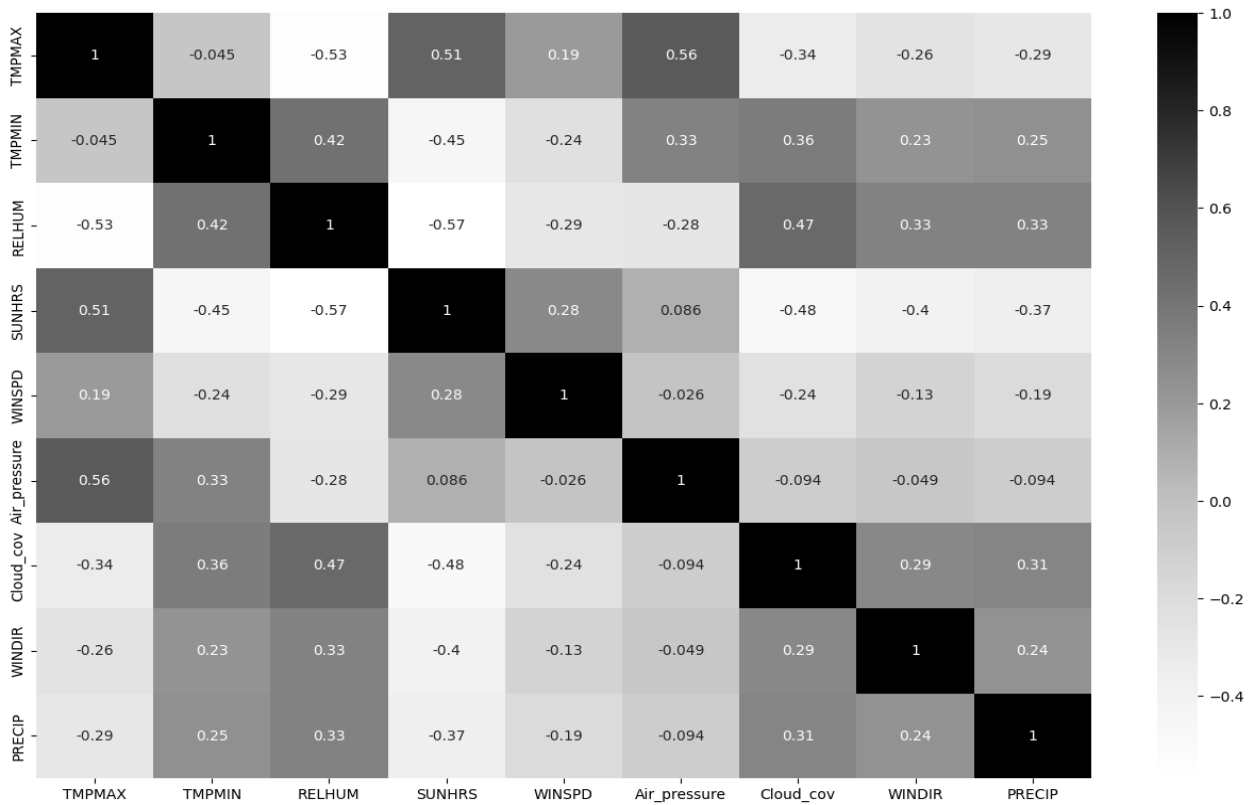 TMPMAX 1 -0.045 -0.53 0.51 0.19 0.56 -0.34 -0.26 -0.29
TMPMIN -0.045 1 0.42 -0.45 -0.24 0.33 0.36 0.23 0.25
RELHUM -0.53 0.42 1 -0.57 -0.29 -0.28 0.47 0.33 0.33
SUNHRS 0.51 -0.45 -0.57 1 0.28 0.086 -0.48 -0.4 -0.37
WINSPD 0.19 -0.24 -0.29 0.28 1 -0.026 -0.24 -0.13 -0.19
Air_pressure 0.56 0.33 -0.28 0.086 -0.026 1 -0.094 -0.049 -0.094
Cloud_cov -0.34 0.36 0.47 -0.48 -0.24 -0.094 1 0.29 0.31
WINDIR -0.26 0.23 0.33 -0.4 -0.13 -0.049 0.29 1 0.24
PRECIP -0.29 0.25 0.33 -0.37 -0.19 -0.094 0.31 0.24 1
TMPMAX TMPMIN RELHUM SUNHRS WINSPD Air_pressure Cloud_cov WINDIR PRECIP
1.0
0.8
0.6
0.4
0.2
0.0
−0.2
−0.4